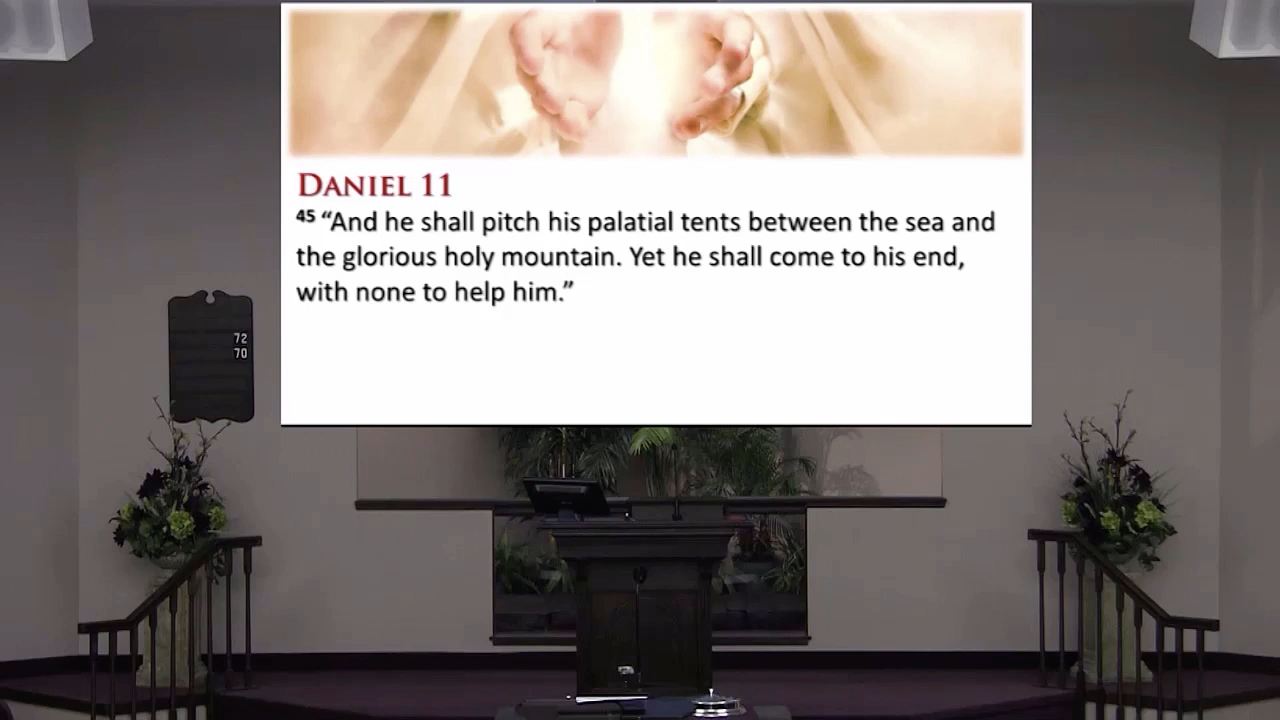 DANIEL 11
45 “And he shall pitch his palatial tents between the sea and
the glorious holy mountain. Yet he shall come to his end,
with none to help him.”
72
70